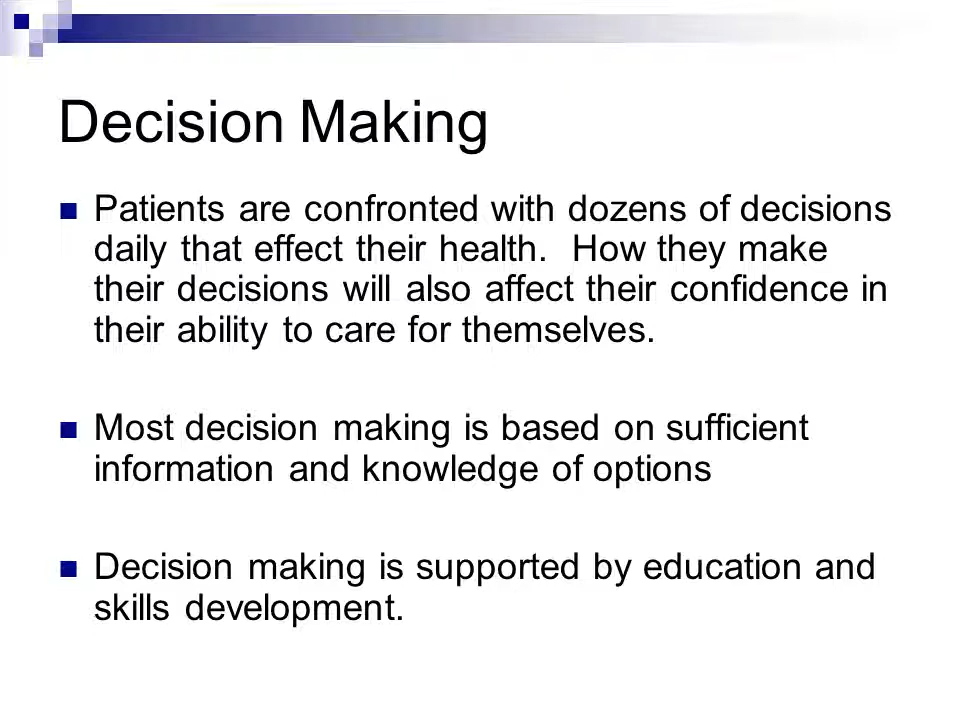 Decision Making
Patients are confronted with dozens of decisions
daily that effect their health.  How they make
their decisions will also affect their confidence in
their ability to care for themselves.
Most decision making is based on sufficient
information and knowledge of options
Decision making is supported by education and
skills development.